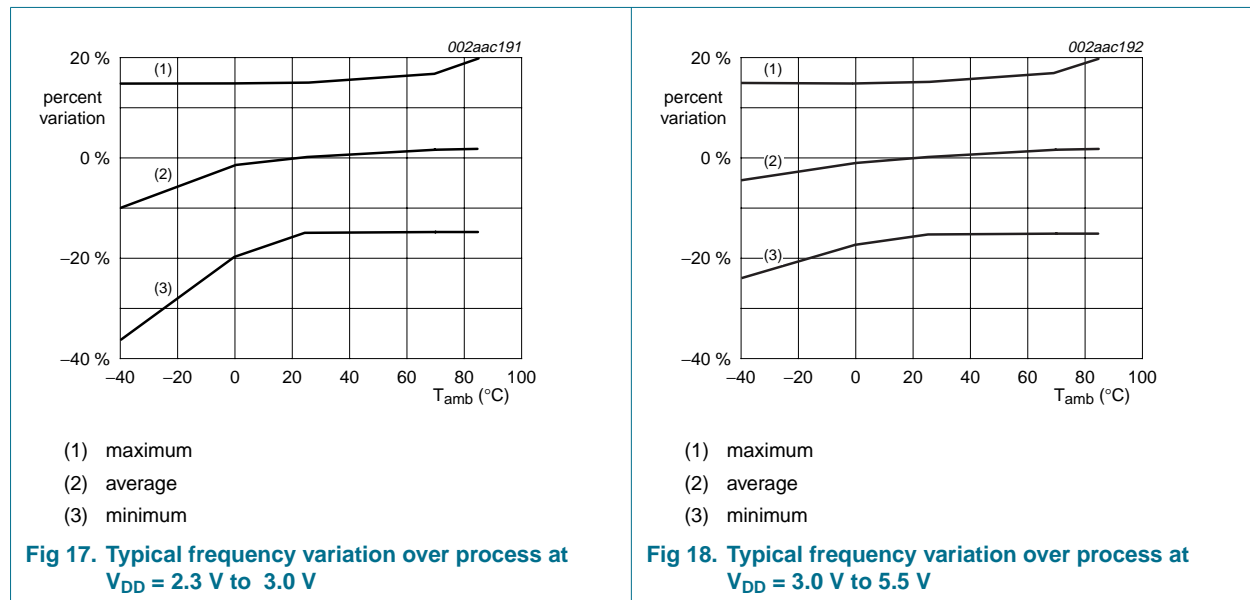 002aac191
20 %
percent
variation
0 %
–20 %
–40 %
(1)
(2)
(3)
–40 –20 0 20 40 60 80 100
Tamb (°C)
(1) maximum
(2) average
(3) minimum
Fig 17. Typical frequency variation over process at
VDD = 2.3 V to 3.0 V
002aac192
20 %
percent
variation
0 %
–20 %
–40 %
(1)
(2)
(3)
–40 –20 0 20 40 60 80 100
Tamb (°C)
(1) maximum
(2) average
(3) minimum
Fig 18. Typical frequency variation over process at
VDD = 3.0 V to 5.5 V